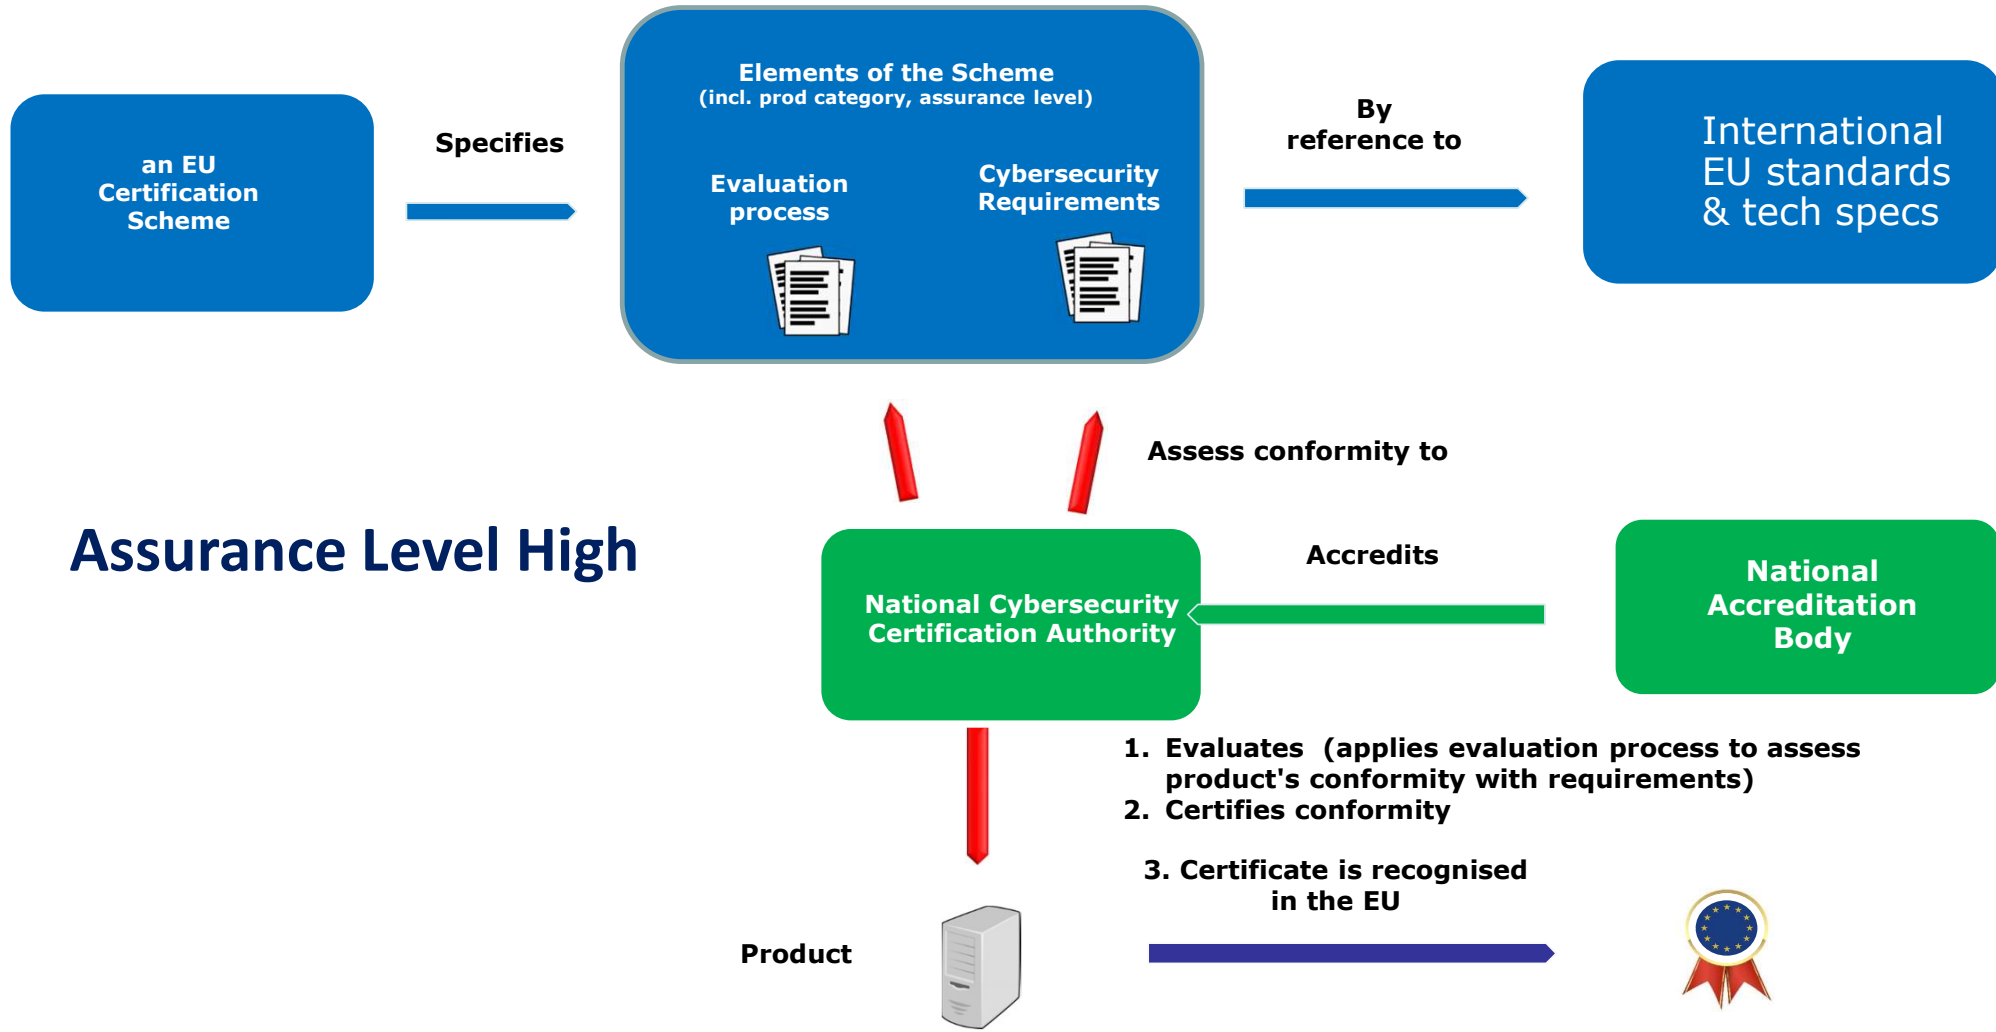 an EU
Certification
Scheme
Specifies
Elements of the Scheme
(incl. prod category, assurance level)
Evaluation
process
Cybersecurity
Requirements
By
reference to
International
EU standards
& tech specs
Assess conformity to
Assurance Level High
National Cybersecurity
Certification Authority
Accredits
National
Accreditation
Body
1. Evaluates (applies evaluation process to assess
product's conformity with requirements)
2. Certifies conformity
3. Certificate is recognised
in the EU
Product